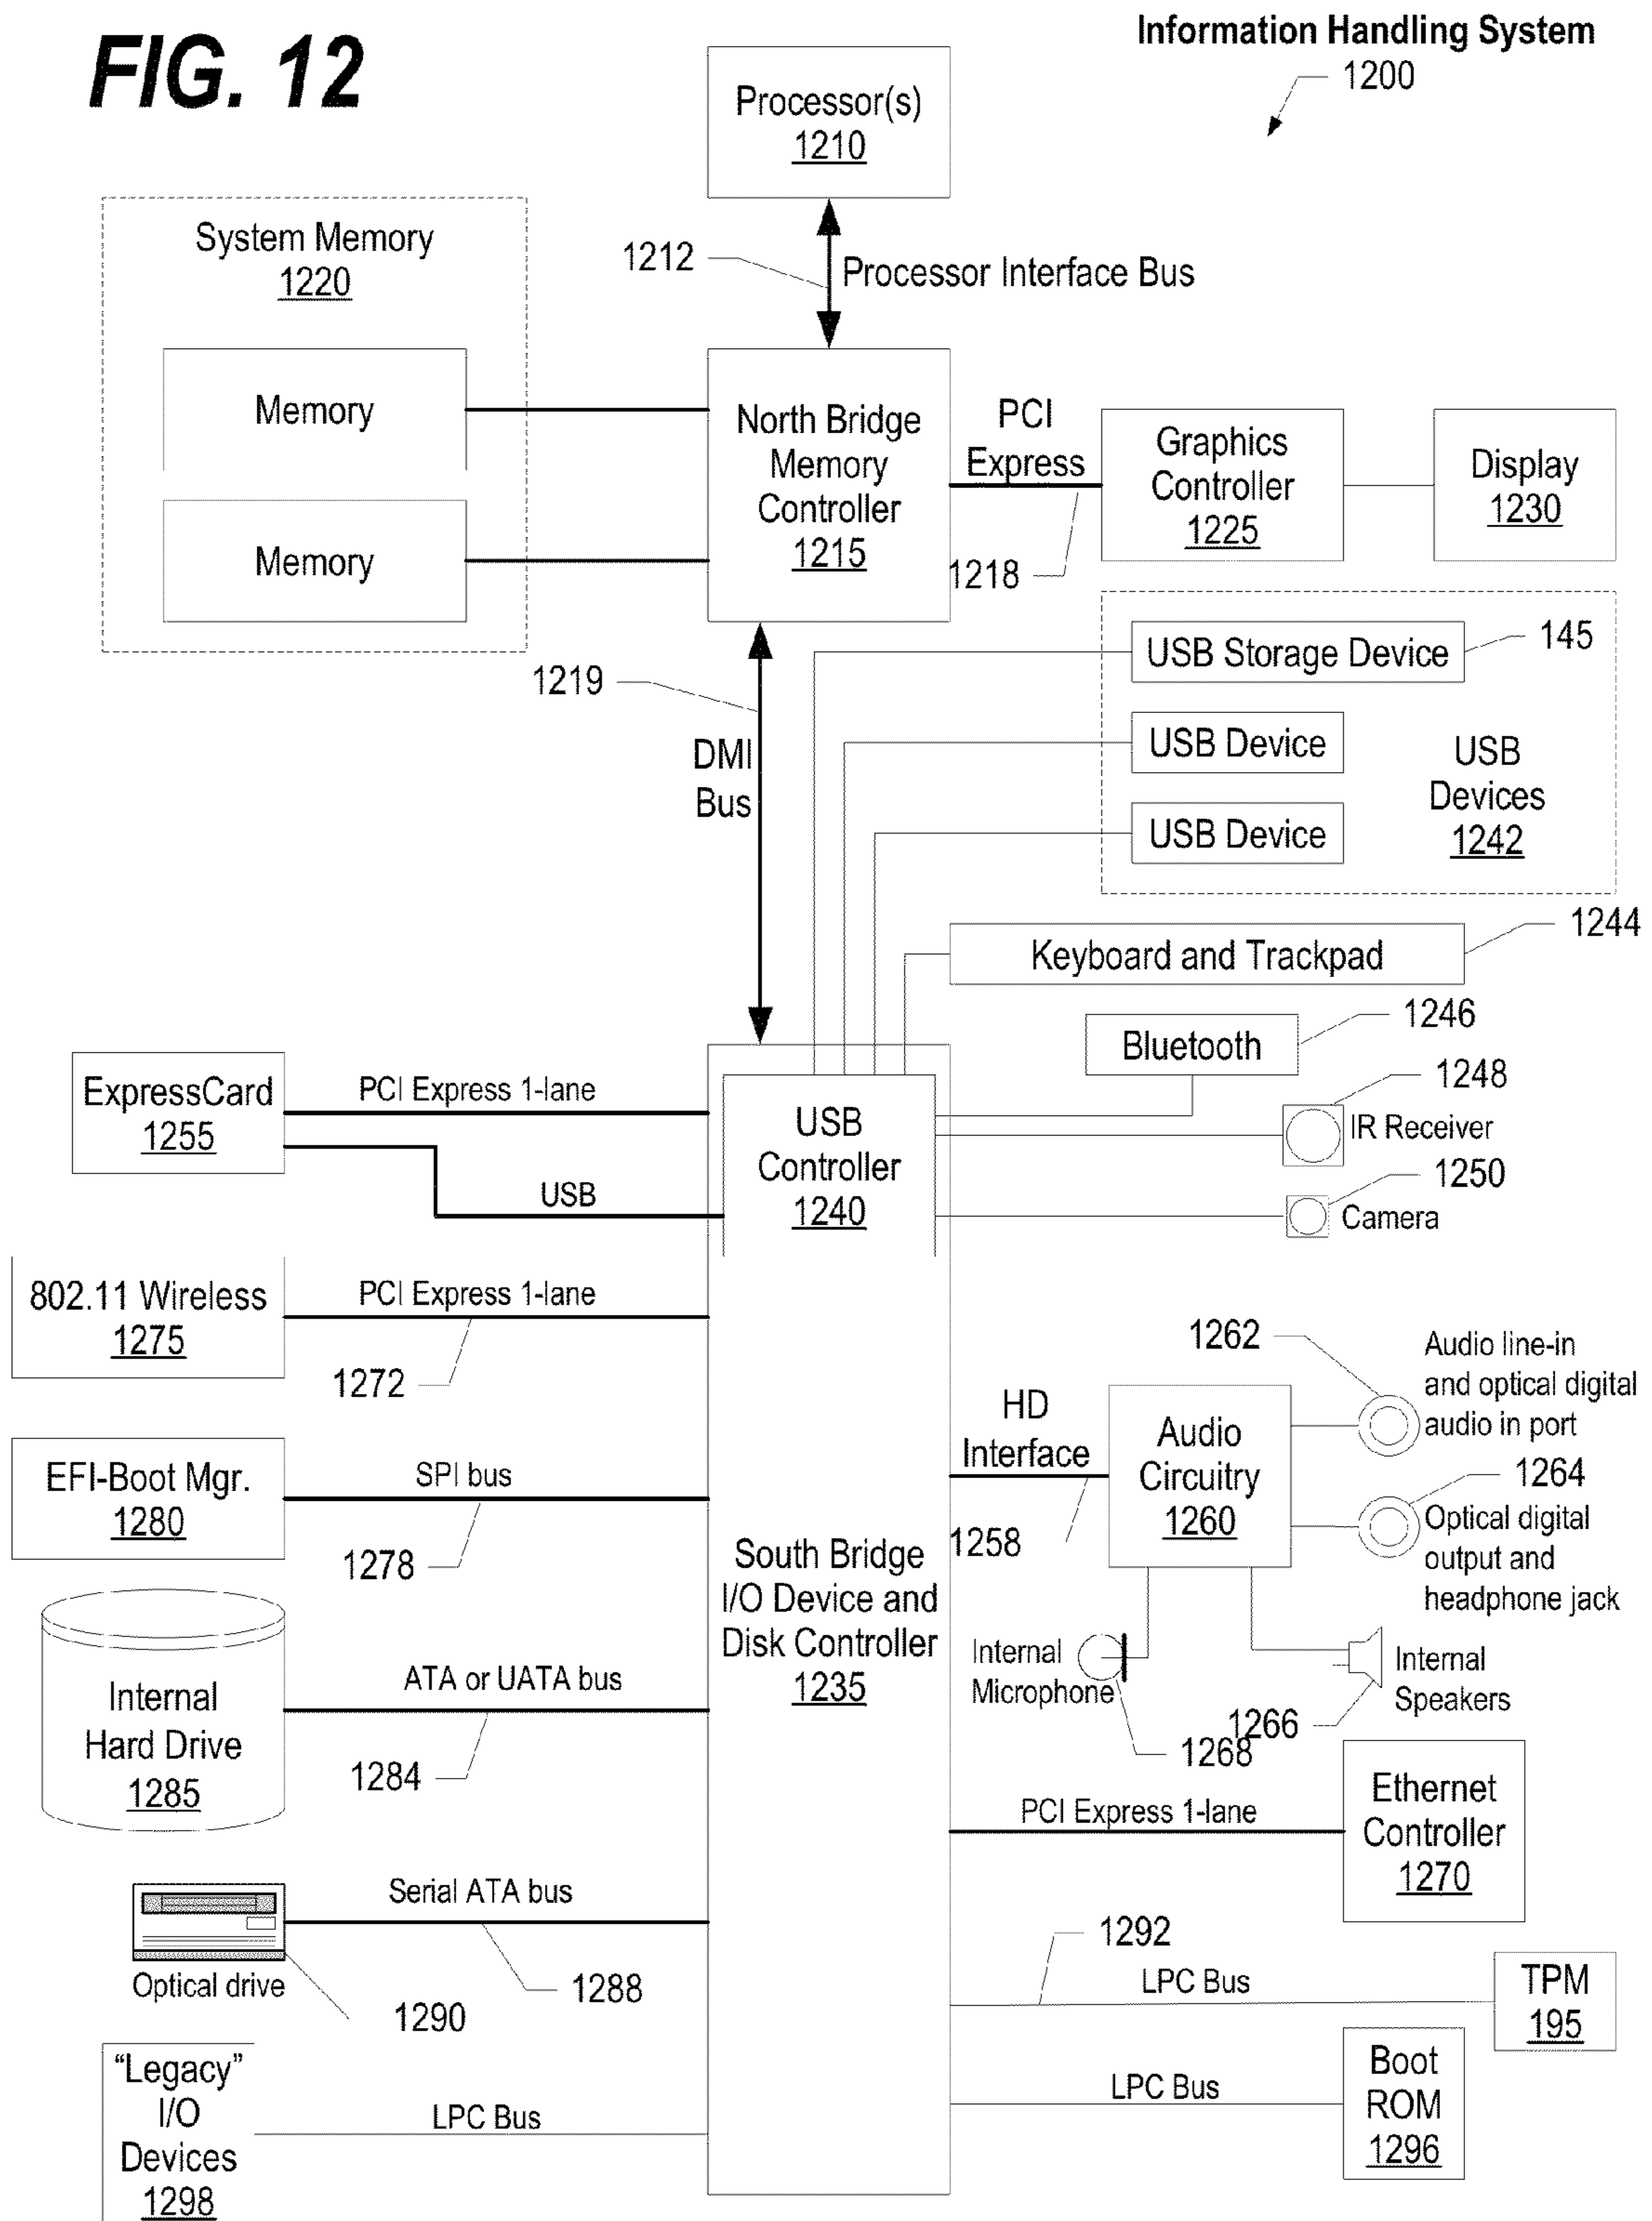 FIG. 12
Information Handling System
1200
Processor(s)
1210
System Memory
1220
1212
Processor Interface Bus
Memory
Memory
North Bridge
Memory
Controller
1215
PCI
Express
1218
Graphics
Controller
1225
Display
1230
USB Storage Device
145
USB Device
USB Device
USB
Devices
1242
1219
DMI
Bus
Keyboard and Trackpad
1244
Bluetooth
1246
1248
IR Receiver
1250
Camera
ExpressCard
1255
PCI Express 1-lane
USB
USB
Controller
1240
802.11 Wireless
1275
PCI Express 1-lane
1272
1262
Audio line-in
and optical digital
audio in port
HD
Interface
1258
Audio
Circuitry
1260
1264
Optical digital
output and
headphone jack
EFI-Boot Mgr.
1280
SPI bus
1278
South Bridge
I/O Device and
Disk Controller
1235
Internal
Microphone
1268
Internal
Speakers
1266
Internal
Hard Drive
1285
ATA or UATA bus
1284
PCI Express 1-lane
Ethernet
Controller
1270
Serial ATA bus
1288
Optical drive
1290
1292
LPC Bus
TPM
195
"Legacy"
I/O
Devices
1298
LPC Bus
LPC Bus
Boot
ROM
1296